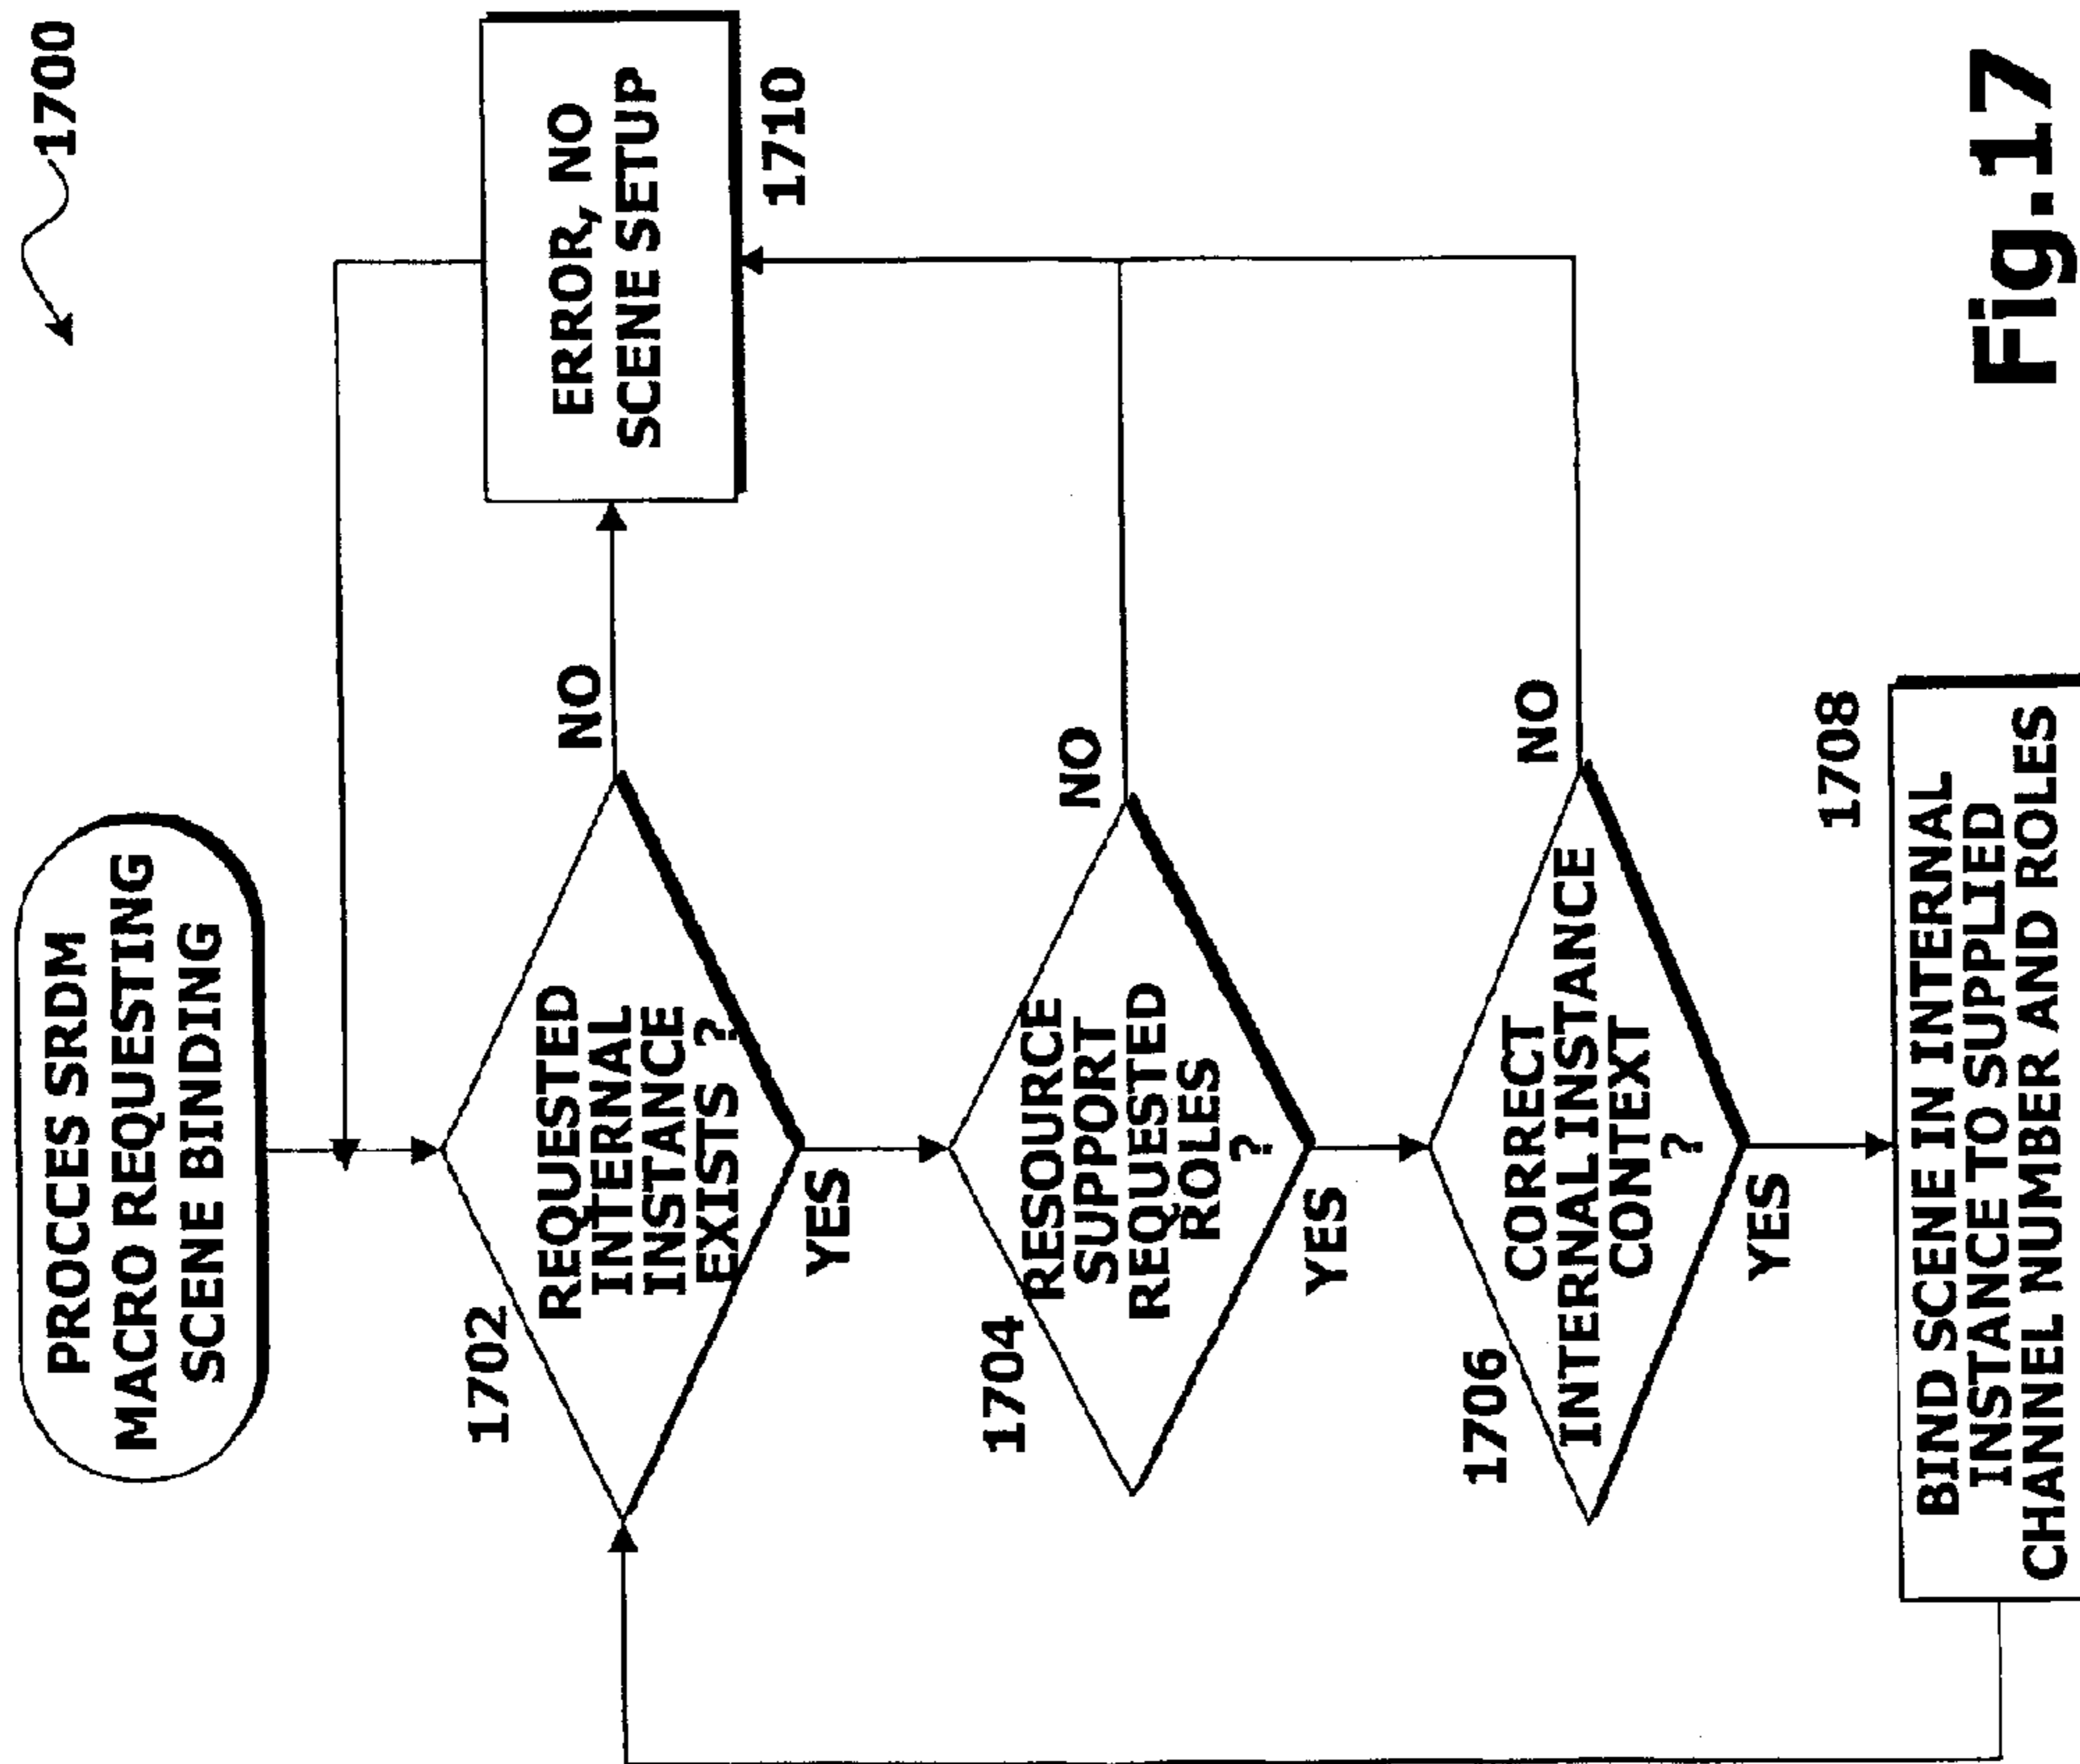 1700
PROCCES SRDM
MACRO REQUESTING
SCENE BINDING
1702
REQUESTED
INTERNAL
INSTANCE
EXISTS ?
NO
YES
ERROR, NO
SCENE SETUP
1710
1704
RESOURCE
SUPPORT
REQUESTED
ROLES
?
NO
YES
1706
CORRECT
INTERNAL INSTANCE
CONTEXT
?
NO
YES
1708
BIND SCENE IN INTERNAL
INSTANCE TO SUPPLIED
CHANNEL NUMBER AND ROLES
Fig.17